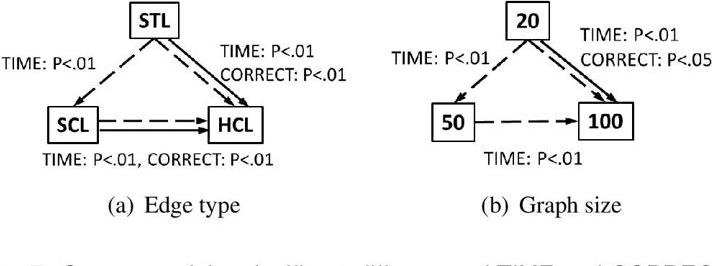 STL
TIME: P<.01
TIME: P<.01
CORRECT: P<.01
SCL
HCL
TIME: P<.01, CORRECT: P<.01
(a) Edge type
20
TIME: P<.01
TIME: P<.01
CORRECT: P<.05
50
100
TIME: P<.01
(b) Graph size